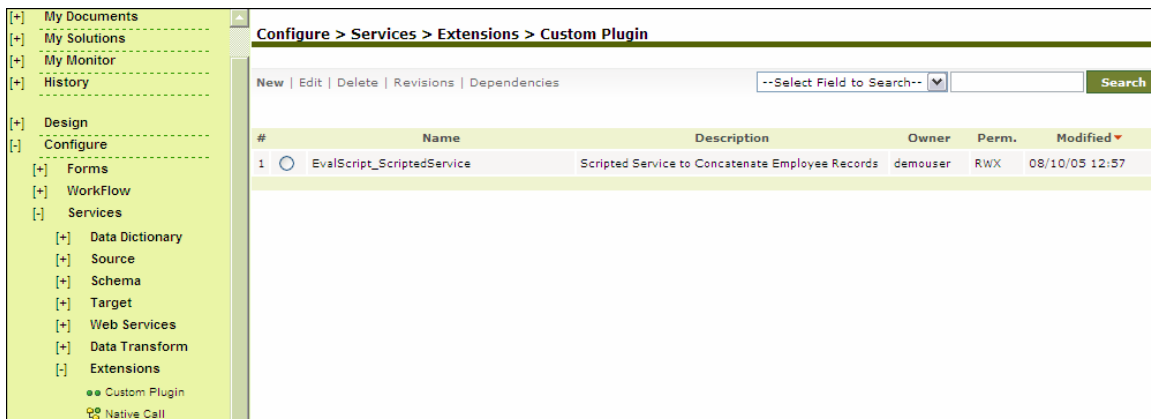 [+] My Documents
[+] My Solutions
[+] My Monitor
[+] History
[+] Design
[-] Configure
[+] Forms
[+] WorkFlow
[-] Services
[+] Data Dictionary
[+] Source
[+] Schema
[+] Target
[+] Web Services
[+] Data Transform
[-] Extensions
Custom Plugin
Native Call
Configure > Services > Extensions > Custom Plugin
New | Edit | Delete | Revisions | Dependencies --Select Field to Search-- Search
# Name Description Owner Perm. Modified
1 EvalScript_ScriptedService Scripted Service to Concatenate Employee Records demouser RWX 08/10/05 12:57